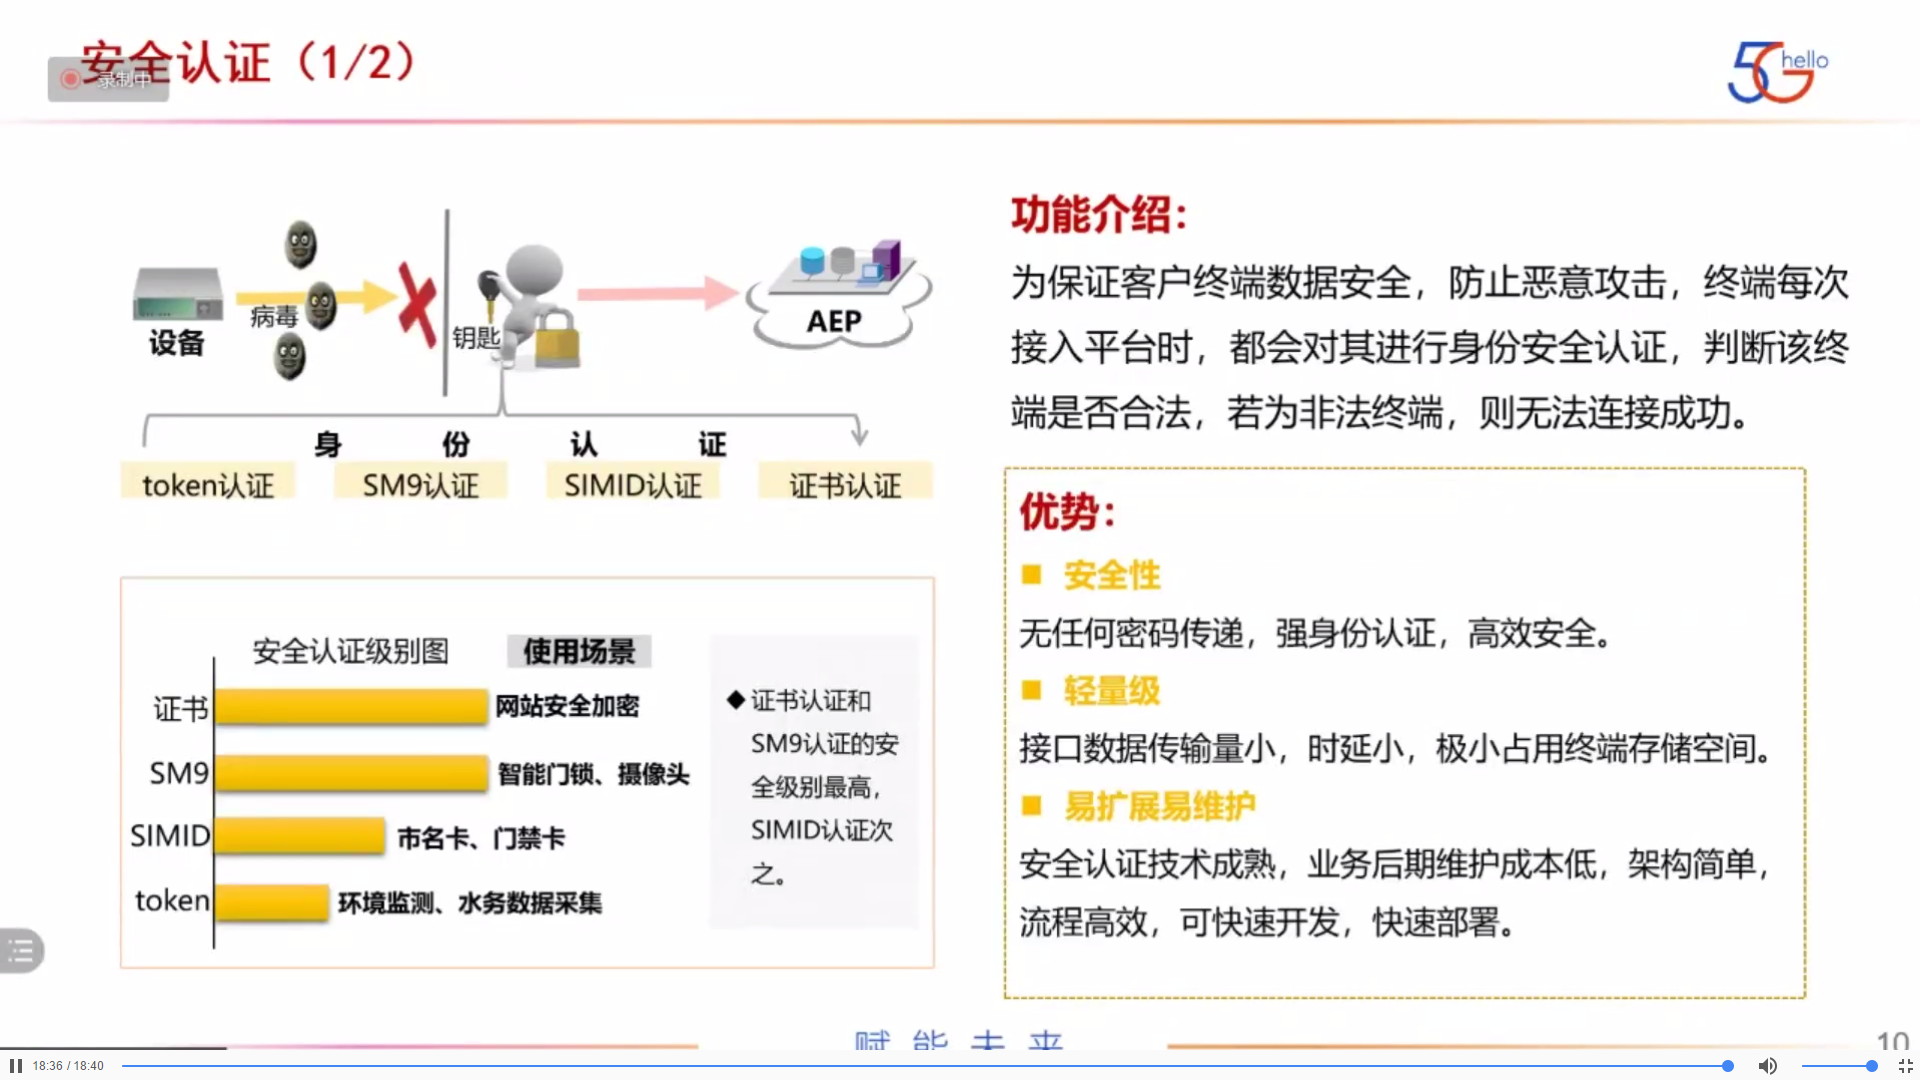 安全认证（1/2）
录制中
5G hello
病毒
设备
钥匙
AEP
身 份 认 证
token认证 SM9认证 SIMID认证 证书认证
安全认证级别图 使用场景
证书 网站安全加密
SM9 智能门锁、摄像头
SIMID 市名卡、门禁卡
token 环境监测、水务数据采集
◆ 证书认证和
SM9认证的安
全级别最高，
SIMID认证次
之。
功能介绍：
为保证客户终端数据安全，防止恶意攻击，终端每次
接入平台时，都会对其进行身份安全认证，判断该终
端是否合法，若为非法终端，则无法连接成功。
优势：
■ 安全性
无任何密码传递，强身份认证，高效安全。
■ 轻量级
接口数据传输量小，时延小，极小占用终端存储空间。
■ 易扩展易维护
安全认证技术成熟，业务后期维护成本低，架构简单，
流程高效，可快速开发，快速部署。
赋 能 未 来
10
18:36 / 18:40